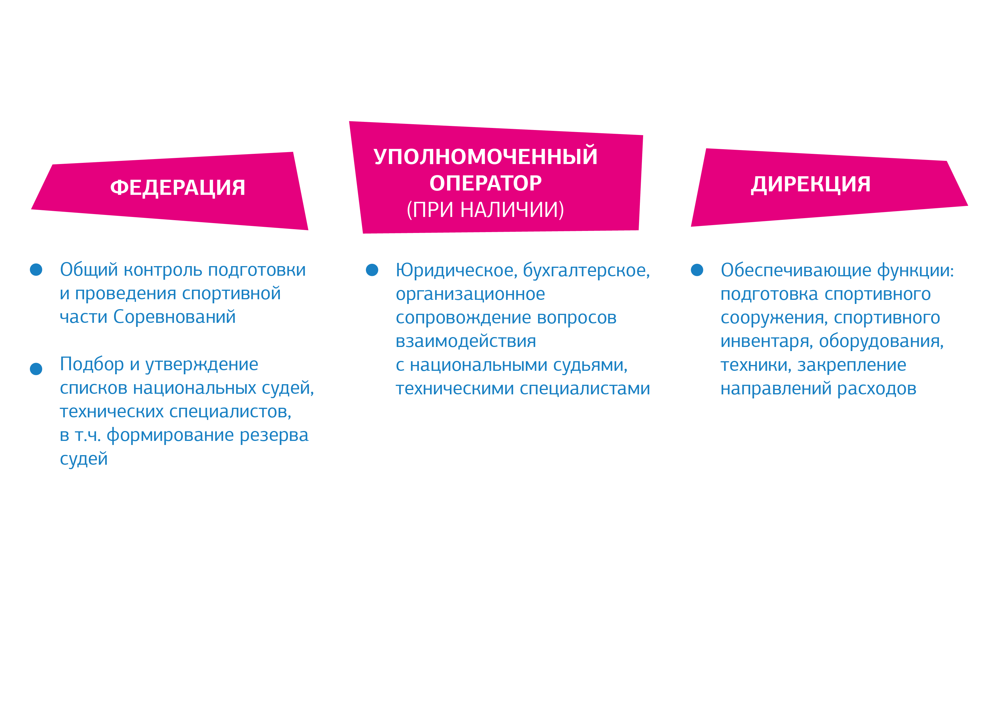 ФЕДЕРАЦИЯ
Общий контроль подготовки
и проведения спортивной
части Соревнований
Подбор и утверждение
списков национальных судей,
технических специалистов,
в т.ч. формирование резерва
судей
УПОЛНОМОЧЕННЫЙ
ОПЕРАТОР
(ПРИ НАЛИЧИИ)
Юридическое, бухгалтерское,
организационное
сопровождение вопросов
взаимодействия
с национальными судьями,
техническими специалистами
ДИРЕКЦИЯ
Обеспечивающие функции:
подготовка спортивного
сооружения, спортивного
инвентаря, оборудования,
техники, закрепление
направлений расходов